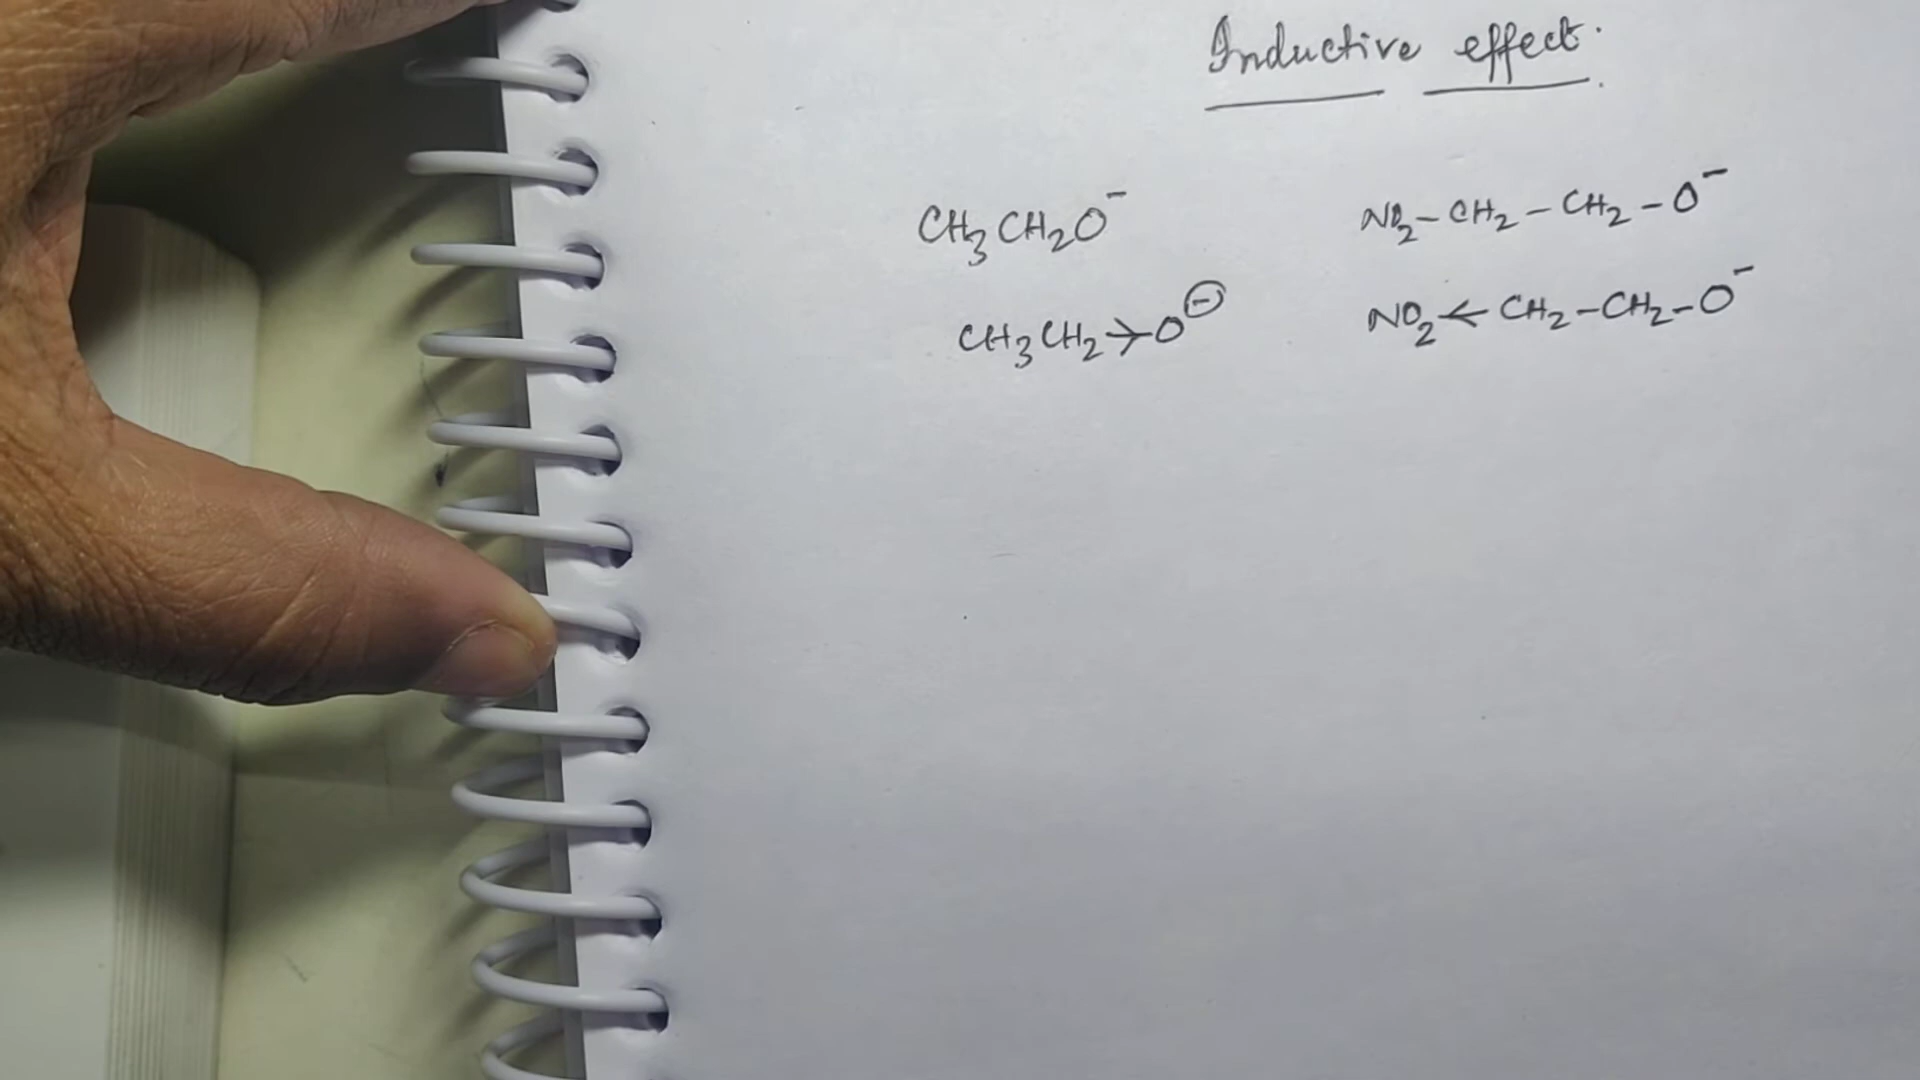 Inductive effect.
CH₃CH₂O⁻ NO₂–CH₂–CH₂–O⁻
CH₃CH₂→O⊖ NO₂←CH₂–CH₂–O⁻